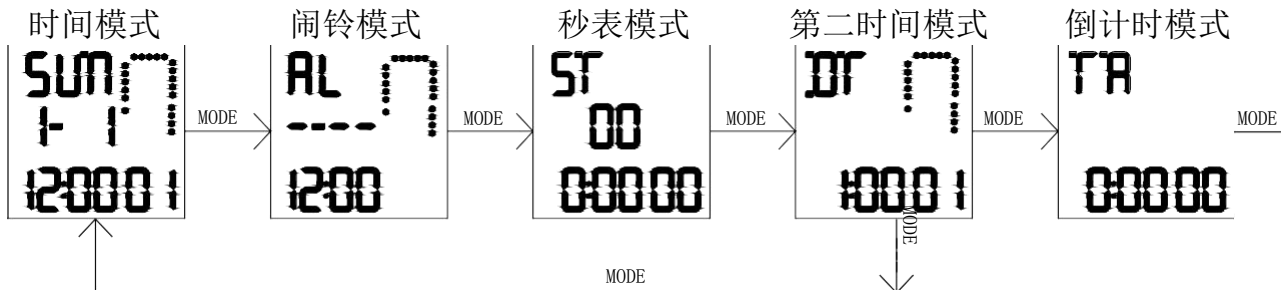 时间模式 闹铃模式 秒表模式 第二时间模式 倒计时模式
SUN AL ST DT TR
MODE MODE MODE MODE MODE
1- 1 ---- 00
12:00 01 12:00 0:00 00 1:00 01 0:00 00
MODE
MODE